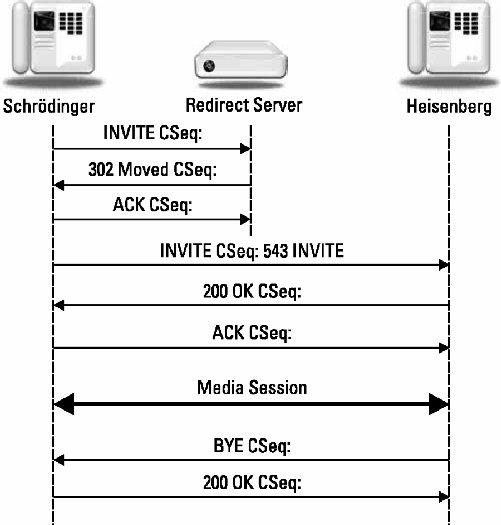 Schrödinger
Redirect Server
Heisenberg
INVITE CSeq:
302 Moved CSeq:
ACK CSeq:
INVITE CSeq: 543 INVITE
200 OK CSeq:
ACK CSeq:
Media Session
BYE CSeq:
200 OK CSeq: